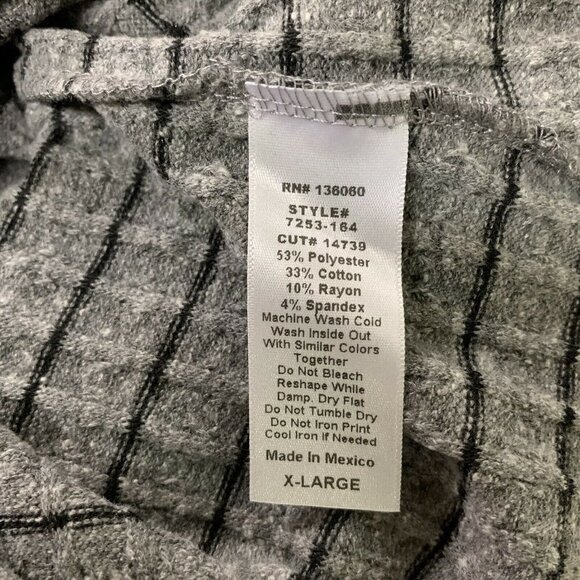 RN# 136060
STYLE#
7253-164
CUT# 14739
53% Polyester
33% Cotton
10% Rayon
4% Spandex
Machine Wash Cold
Wash Inside Out
With Similar Colors
Together
Do Not Bleach
Reshape While
Damp. Dry Flat
Do Not Tumble Dry
Do Not Iron Print
Cool Iron if Needed
Made In Mexico
X-LARGE